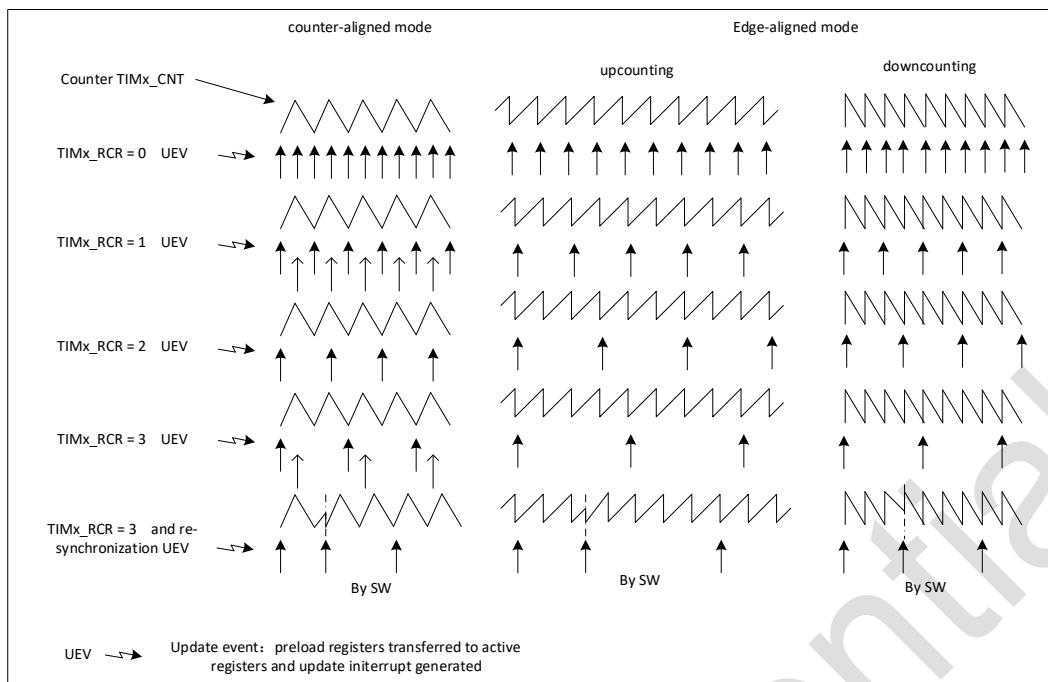 counter-aligned mode
Edge-aligned mode
upcounting
downcounting
Counter TIMx_CNT
TIMx_RCR = 0 UEV
TIMx_RCR = 1 UEV
TIMx_RCR = 2 UEV
TIMx_RCR = 3 UEV
TIMx_RCR = 3 and re-
synchronization UEV
By SW
By SW
By SW
UEV
Update event: preload registers transferred to active
registers and update initerrupt generated